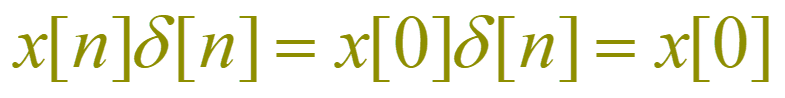 x[n]δ[n] = x[0]δ[n] = x[0]